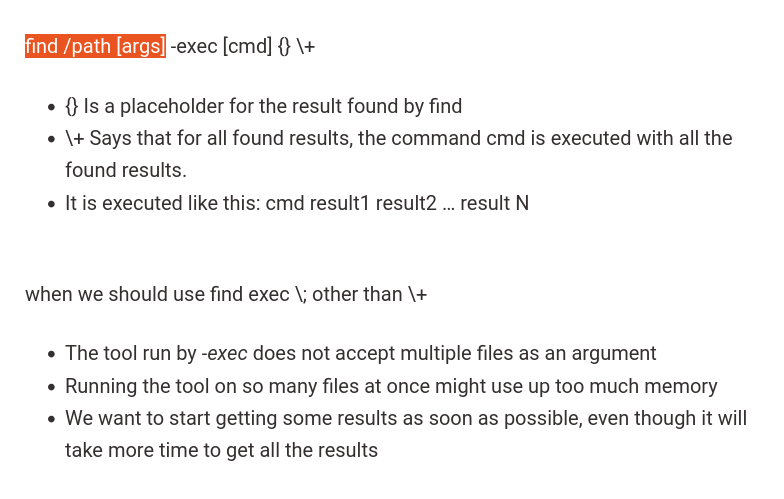 find /path [args] -exec [cmd] {} \+
• {} Is a placeholder for the result found by find
• \+ Says that for all found results, the command cmd is executed with all the
found results.
• It is executed like this: cmd result1 result2 … result N
when we should use find exec \; other than \+
• The tool run by -exec does not accept multiple files as an argument
• Running the tool on so many files at once might use up too much memory
• We want to start getting some results as soon as possible, even though it will
take more time to get all the results